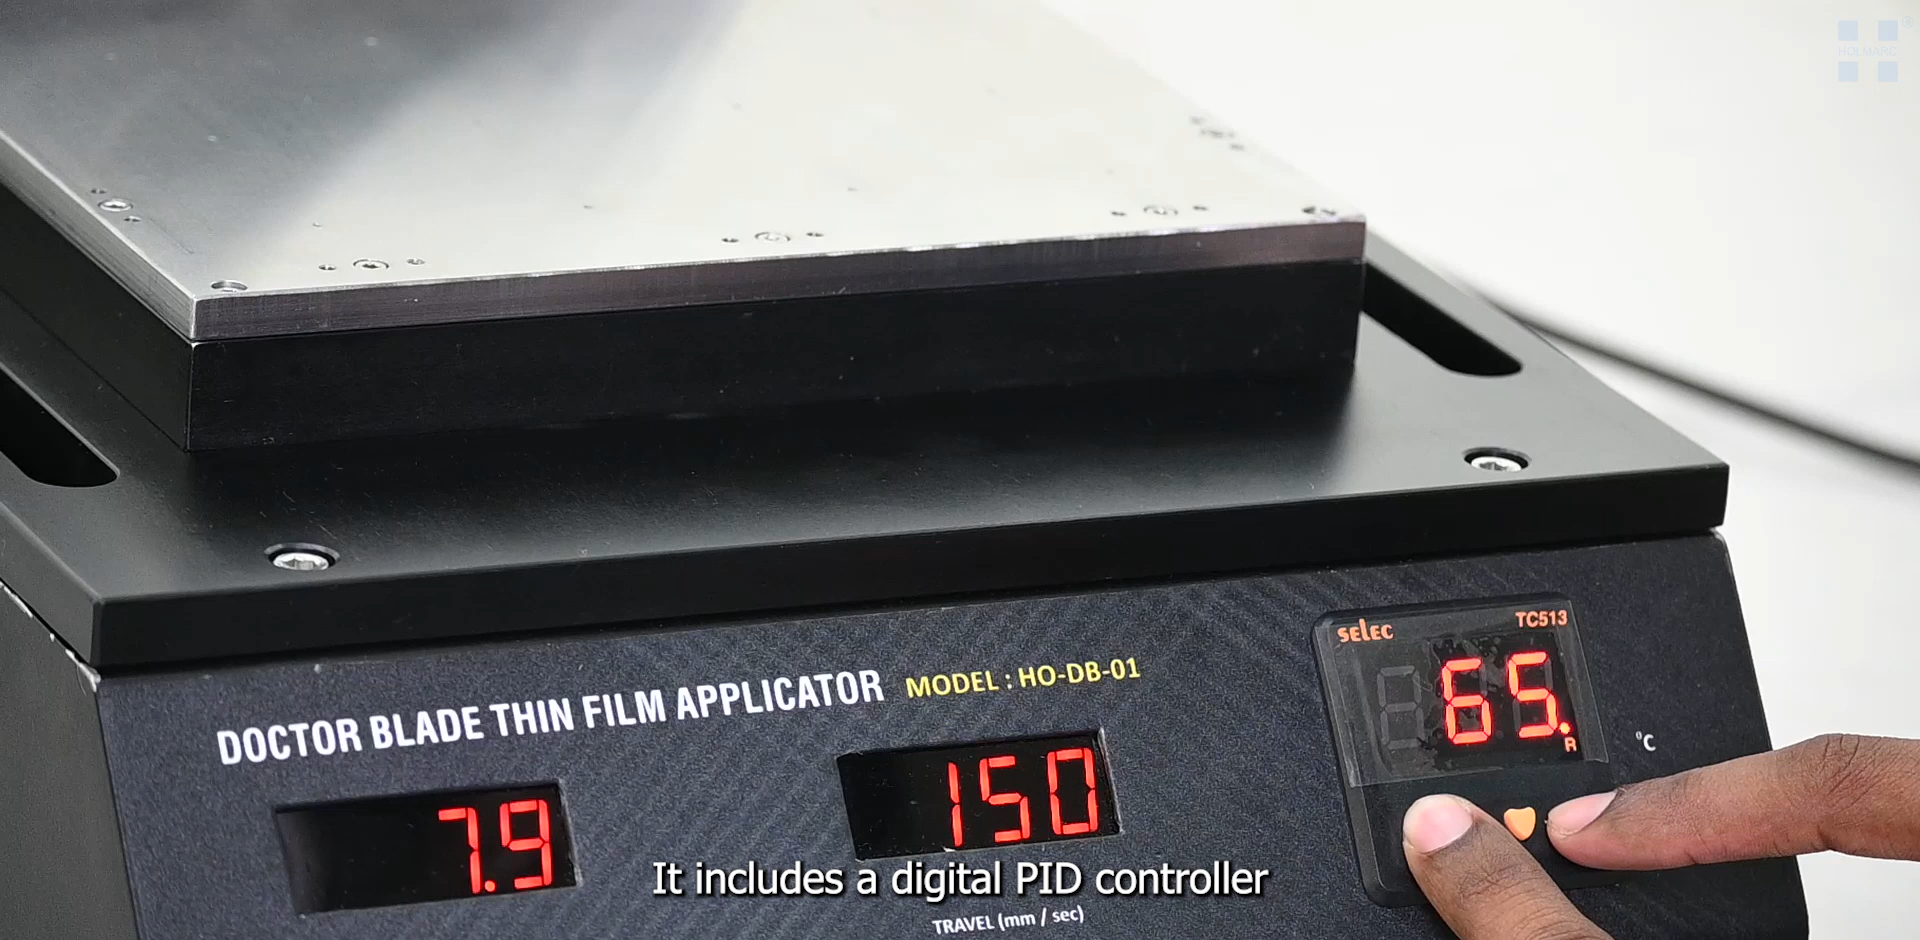 HOLMARC
selec
TC513
65.
R
°C
DOCTOR BLADE THIN FILM APPLICATOR MODEL : HO-DB-01
7.9
150
It includes a digital PID controller
TRAVEL (mm / sec)